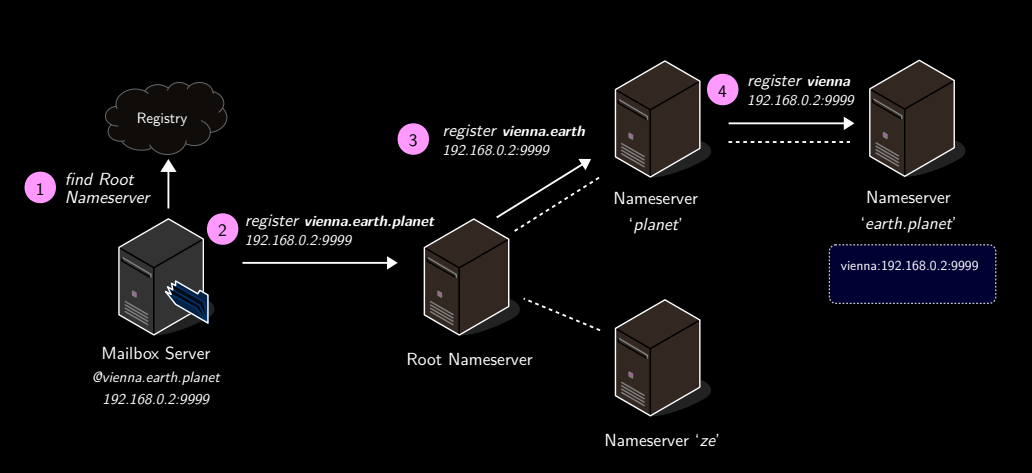 Registry
1
find Root
Nameserver
Mailbox Server
@vienna.earth.planet
192.168.0.2:9999
2
register vienna.earth.planet
192.168.0.2:9999
Root Nameserver
3
register vienna.earth
192.168.0.2:9999
Nameserver
‘planet’
4
register vienna
192.168.0.2:9999
Nameserver
‘earth.planet’
vienna:192.168.0.2:9999
Nameserver ‘ze’